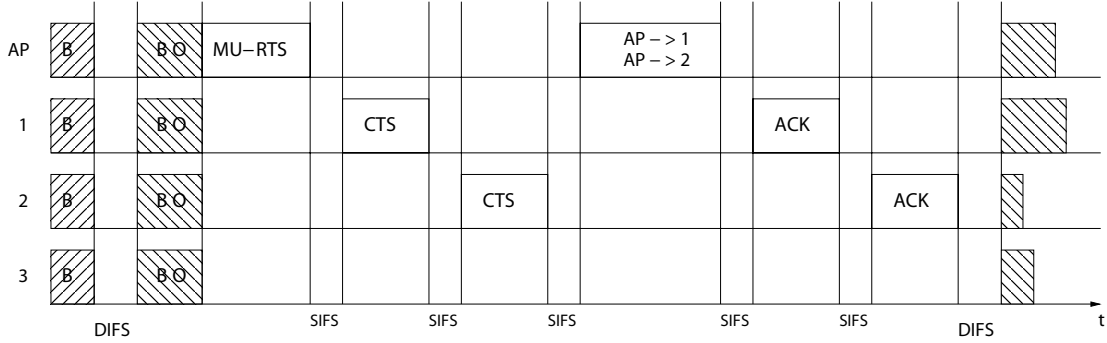 AP B B O MU–RTS AP – > 1
AP – > 2
1 B B O CTS ACK
2 B B O CTS ACK
3 B B O
DIFS SIFS SIFS SIFS SIFS SIFS DIFS t